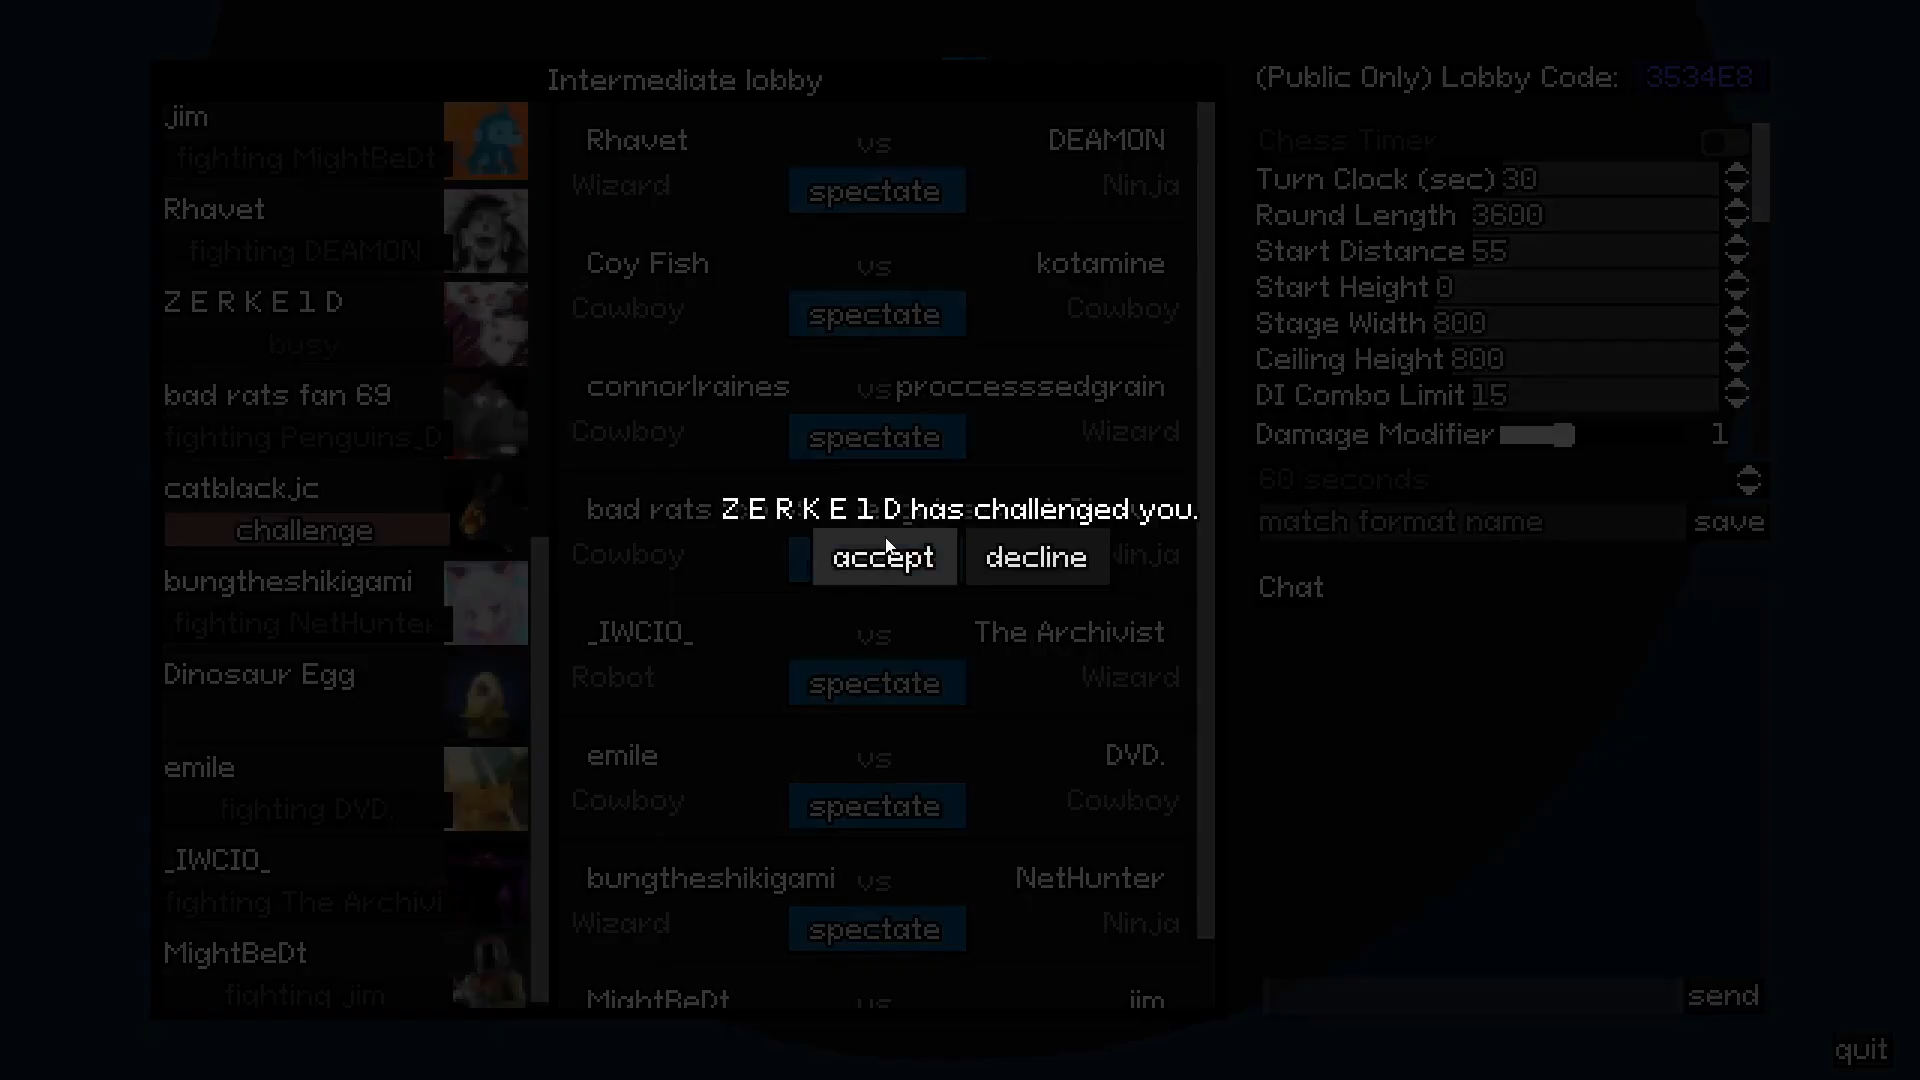 Intermediate lobby
(Public Only) Lobby Code: 3534E8
jim
fighting MightBeDt
Rhavet
fighting DEAMON
Z E R K E 1 D
busy
bad rats fan 69
fighting Penguins_D
catblack.jc
challenge
bungtheshikigami
fighting NetHunter
Dinosaur Egg
emile
fighting DVD.
_IWCIO_
fighting The Archivi
MightBeDt
fighting jim
Rhavet vs DEAMON
Wizard spectate Ninja
Coy Fish vs kotamine
Cowboy spectate Cowboy
connorlraines vs proccesssedgrain
Cowboy spectate Wizard
bad rats
Z E R K E 1 D has challenged you.
Cowboy accept decline Ninja
_IWCIO_ vs The Archivist
Robot spectate Wizard
emile vs DVD.
Cowboy spectate Cowboy
bungtheshikigami vs NetHunter
Wizard spectate Ninja
MightBeDt vs jim
Chess Timer
Turn Clock (sec) 30
Round Length 3600
Start Distance 55
Start Height 0
Stage Width 800
Ceiling Height 800
DI Combo Limit 15
Damage Modifier 1
60 seconds
match format name save
Chat
send
quit